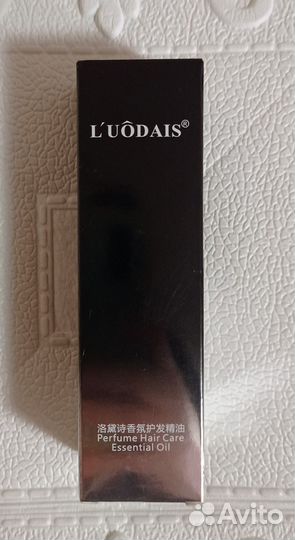 L'UÔDAIS®
洛黛诗香氛护发精油
Perfume Hair Care
Essential Oil
Avito